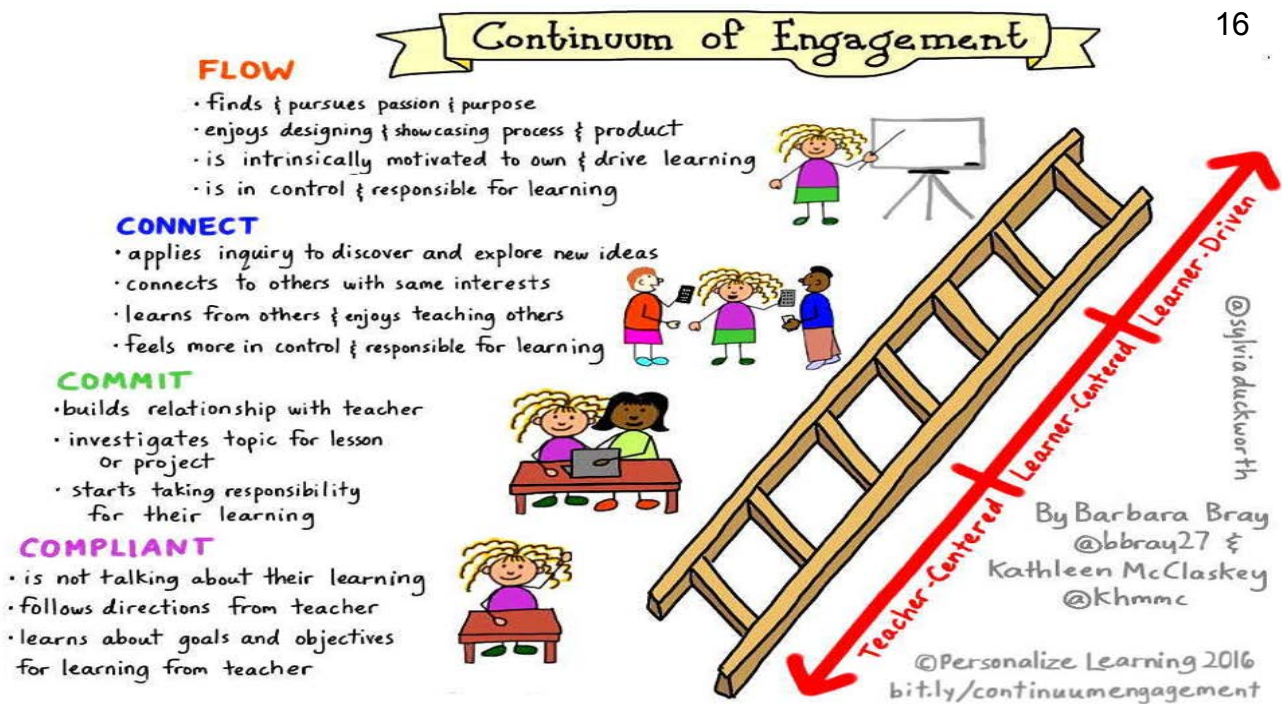 16
Continuum of Engagement
FLOW
· finds & pursues passion & purpose
· enjoys designing & showcasing process & product
· is intrinsically motivated to own & drive learning
· is in control & responsible for learning
CONNECT
· applies inquiry to discover and explore new ideas
· connects to others with same interests
· learns from others & enjoys teaching others
· feels more in control & responsible for learning
COMMIT
· builds relationship with teacher
· investigates topic for lesson
or project
· starts taking responsibility
for their learning
COMPLIANT
· is not talking about their learning
· follows directions from teacher
· learns about goals and objectives
for learning from teacher
Learner-Driven
Learner-Centered
Teacher-Centered
@sylviaduckworth
By Barbara Bray
@bbray27 &
Kathleen McClaskey
@Khmmc
©Personalize Learning 2016
bit.ly/continuumengagement